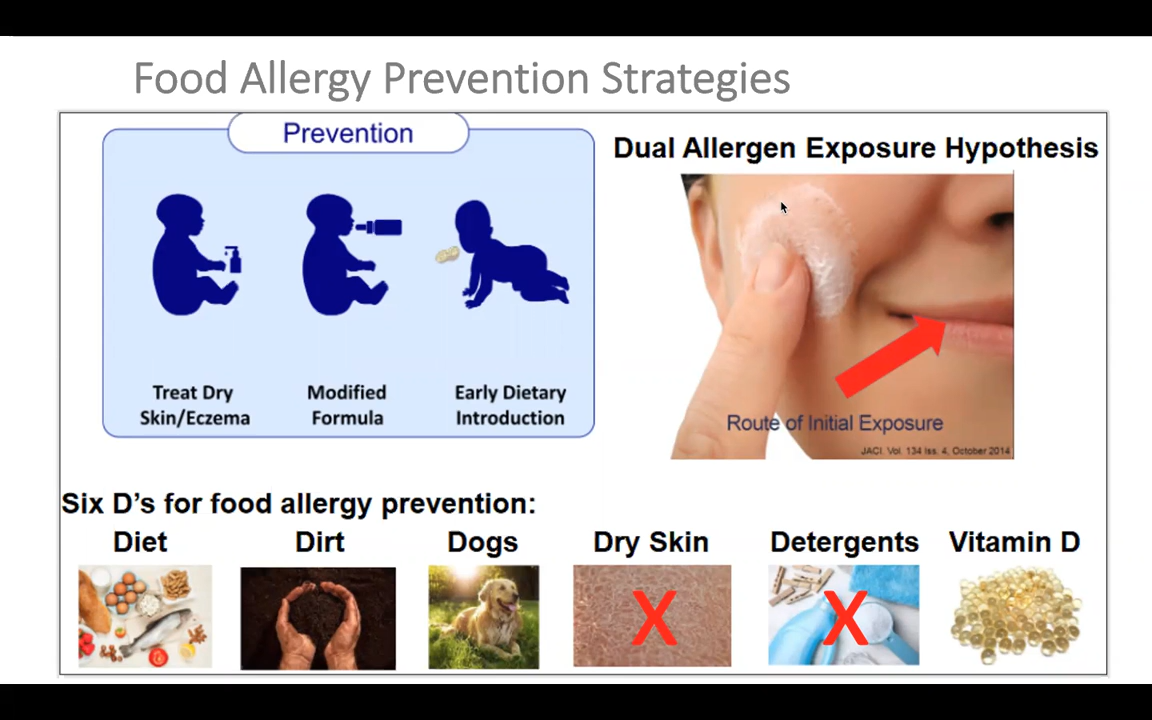 Food Allergy Prevention Strategies
Prevention
Treat Dry
Skin/Eczema
Modified
Formula
Early Dietary
Introduction
Dual Allergen Exposure Hypothesis
Route of Initial Exposure
JACI. Vol. 134 Iss. 4, October 2014
Six D's for food allergy prevention:
Diet
Dirt
Dogs
Dry Skin
Detergents
Vitamin D
X
X